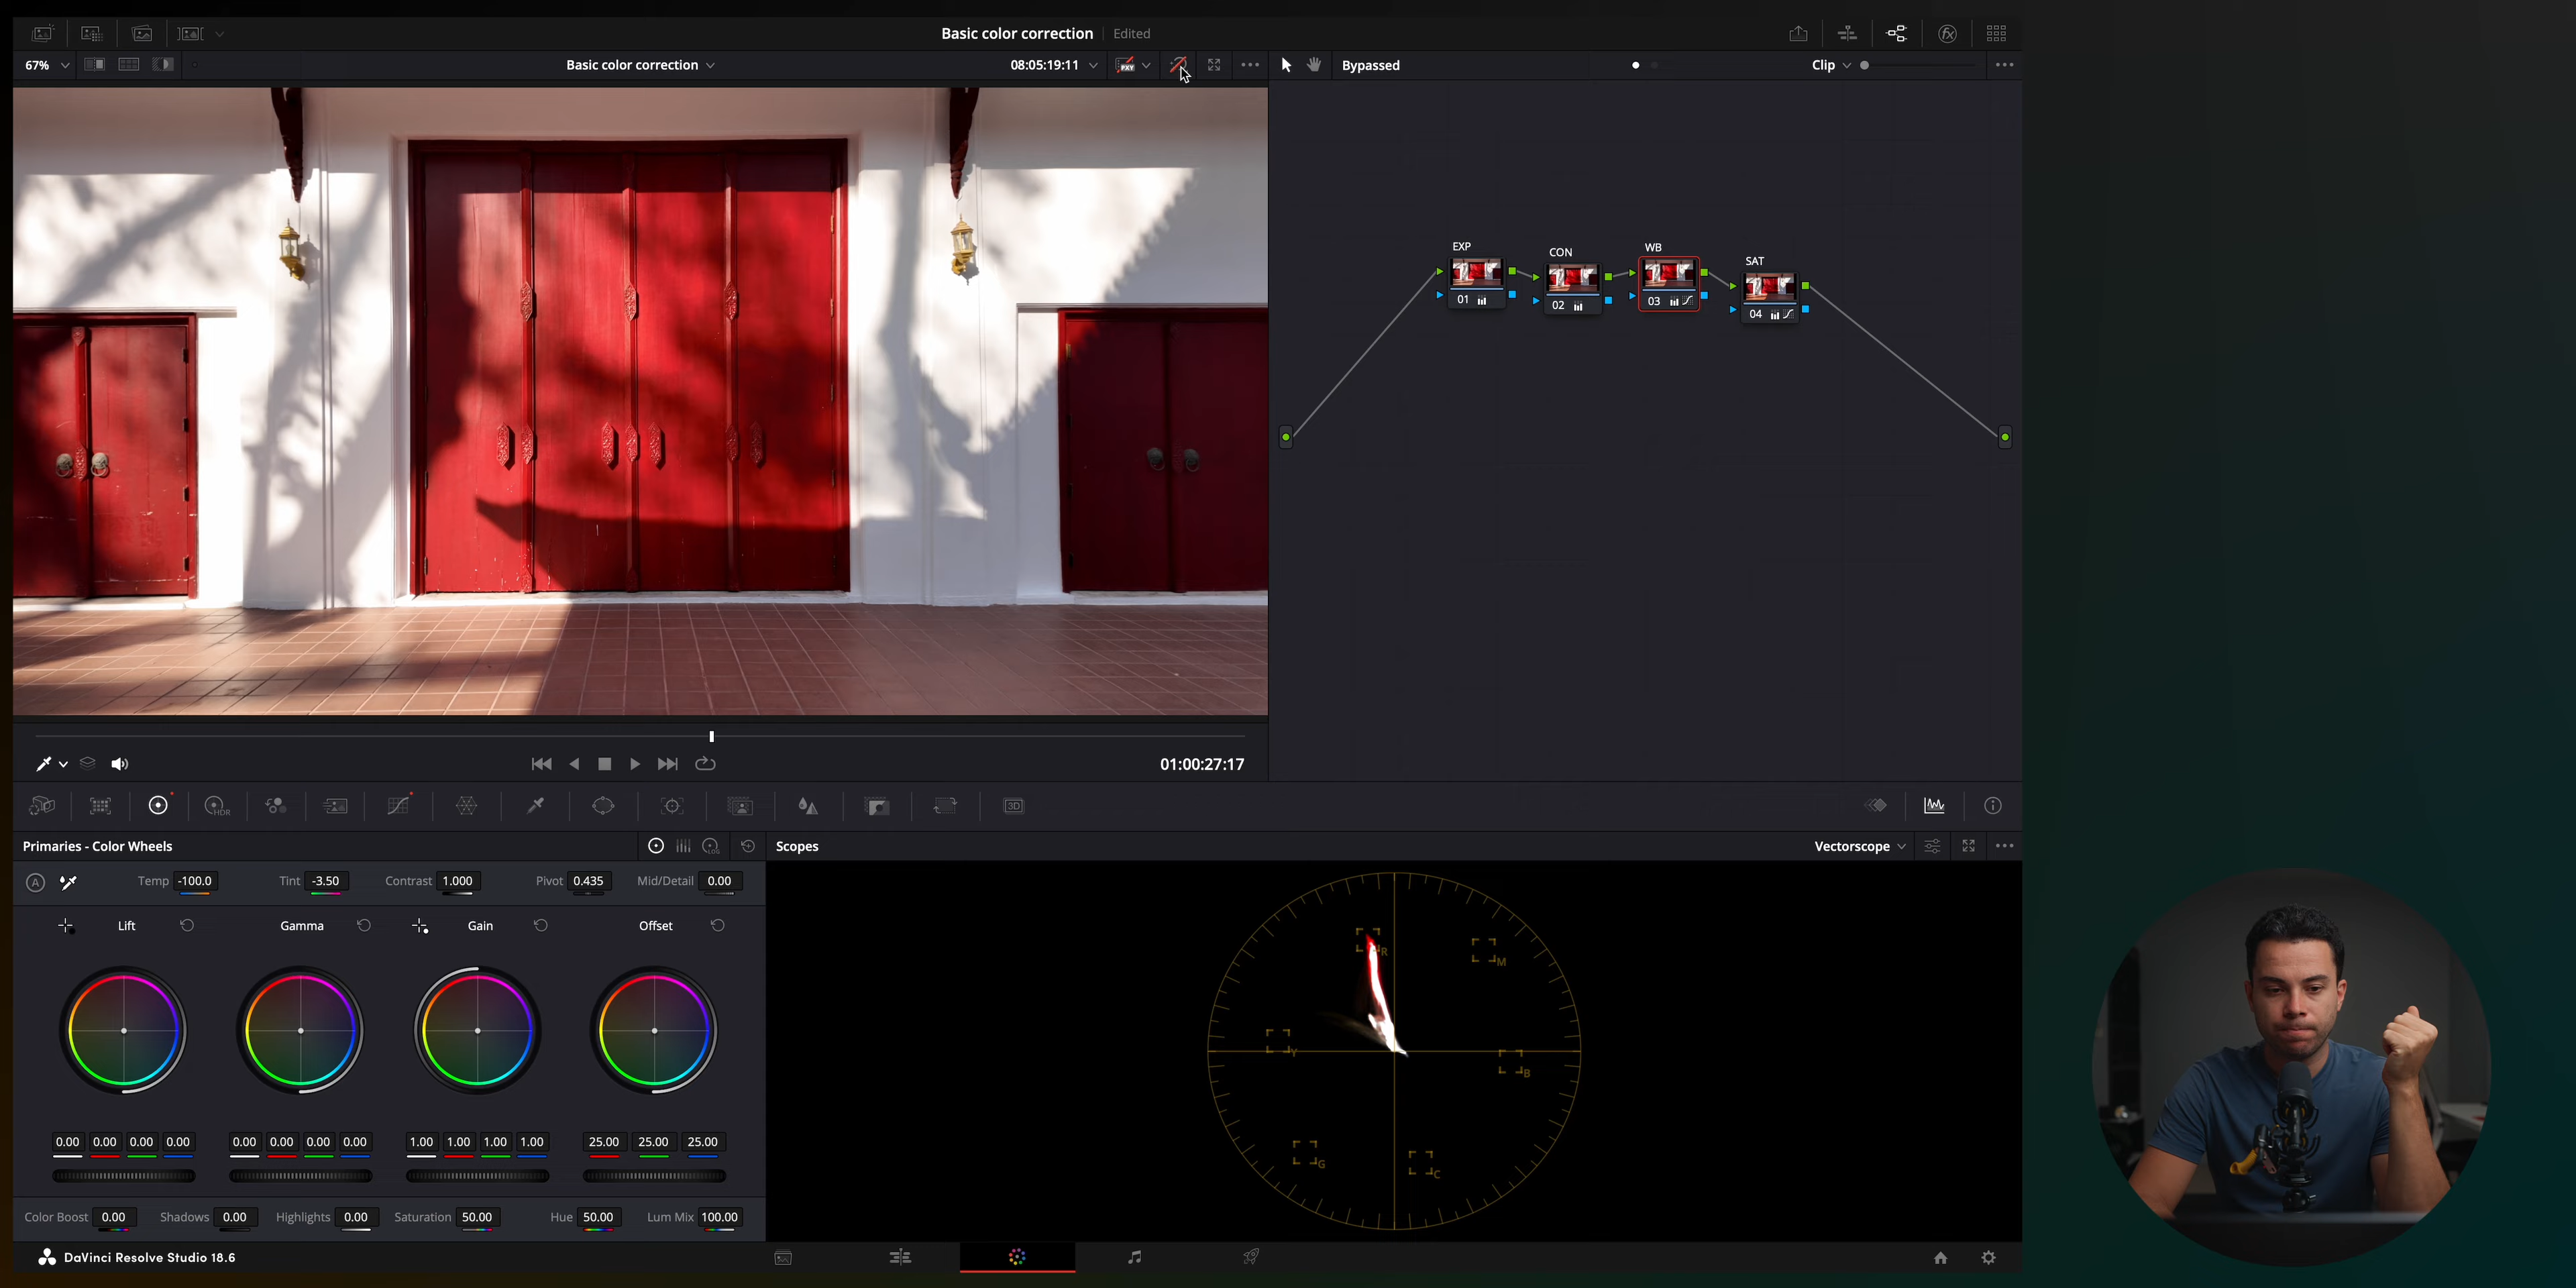 Basic color correction Edited
67% Basic color correction 08:05:19:11 Bypassed Clip
EXP CON WB SAT
01 02 03 04
01:00:27:17
HDR 3D
Primaries - Color Wheels LOG Scopes Vectorscope
A Temp -100.0 Tint -3.50 Contrast 1.000 Pivot 0.435 Mid/Detail 0.00
Lift Gamma Gain Offset
R M
Y B
G C
0.00 0.00 0.00 0.00 0.00 0.00 0.00 0.00 1.00 1.00 1.00 1.00 25.00 25.00 25.00
Color Boost 0.00 Shadows 0.00 Highlights 0.00 Saturation 50.00 Hue 50.00 Lum Mix 100.00
DaVinci Resolve Studio 18.6